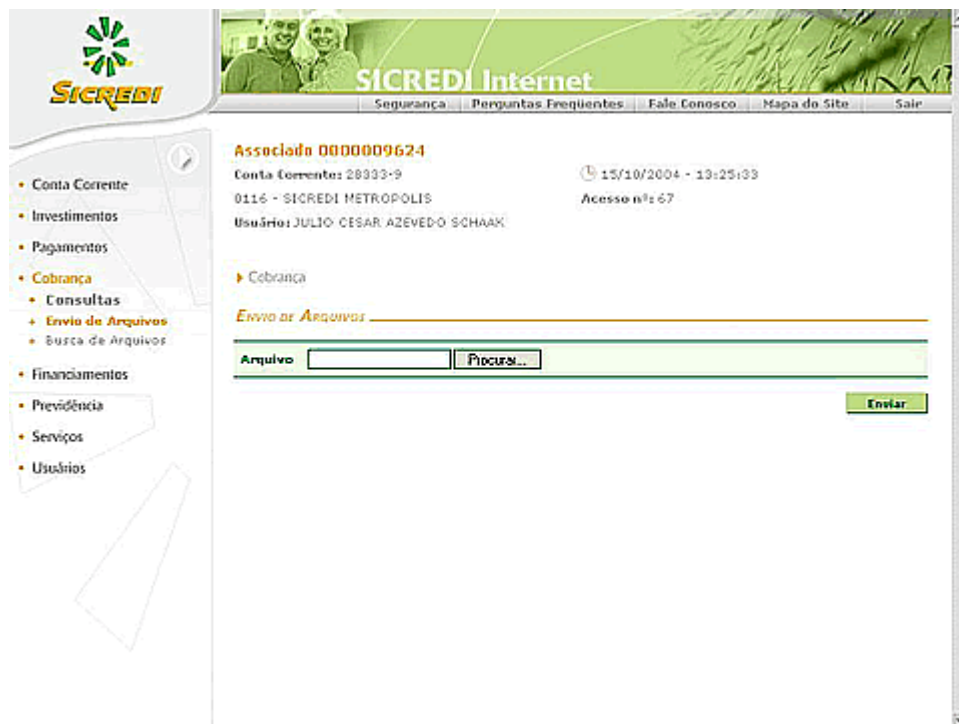 SICREDI
SICREDI Internet
Segurança Perguntas Freqüentes Fale Conosco Mapa do Site Sair
Associado 0000009624
Conta Corrente: 28333-9
15/10/2004 - 13:25:33
0116 - SICREDI METROPOLIS
Acesso nº: 67
Usuário: JULIO CESAR AZEVEDO SCHAAK
Conta Corrente
Investimentos
Pagamentos
Cobrança
Consultas
Envio de Arquivos
Busca de Arquivos
Financiamentos
Previdência
Serviços
Usuários
Cobrança
ENVIO DE ARQUIVOS
Arquivo Procurar...
Enviar